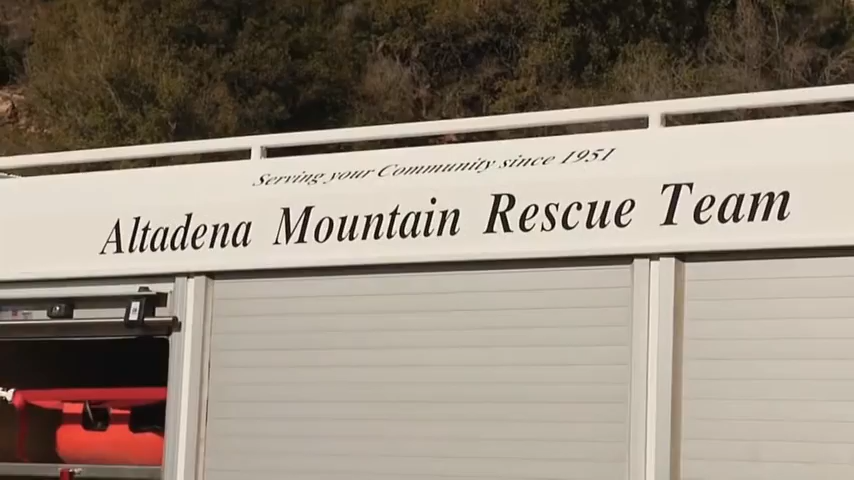 Serving your Community since 1951
Altadena Mountain Rescue Team